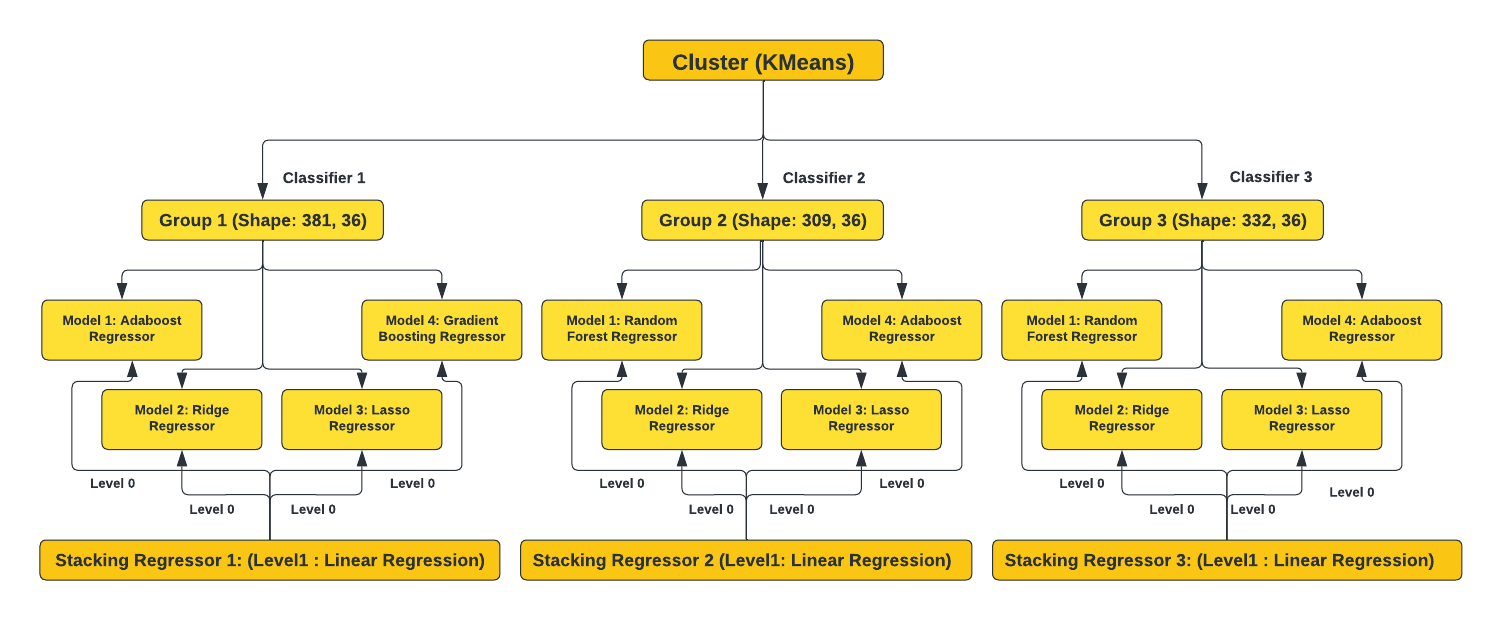 Cluster (KMeans)
Classifier 1
Classifier 2
Classifier 3
Group 1 (Shape: 381, 36)
Group 2 (Shape: 309, 36)
Group 3 (Shape: 332, 36)
Model 1: Adaboost
Regressor
Model 4: Gradient
Boosting Regressor
Model 1: Random
Forest Regressor
Model 4: Adaboost
Regressor
Model 1: Random
Forest Regressor
Model 4: Adaboost
Regressor
Model 2: Ridge
Regressor
Model 3: Lasso
Regressor
Model 2: Ridge
Regressor
Model 3: Lasso
Regressor
Model 2: Ridge
Regressor
Model 3: Lasso
Regressor
Level 0
Level 0
Level 0
Level 0
Level 0
Level 0
Level 0
Level 0
Level 0
Level 0
Level 0
Level 0
Stacking Regressor 1: (Level1 : Linear Regression)
Stacking Regressor 2 (Level1: Linear Regression)
Stacking Regressor 3: (Level1 : Linear Regression)